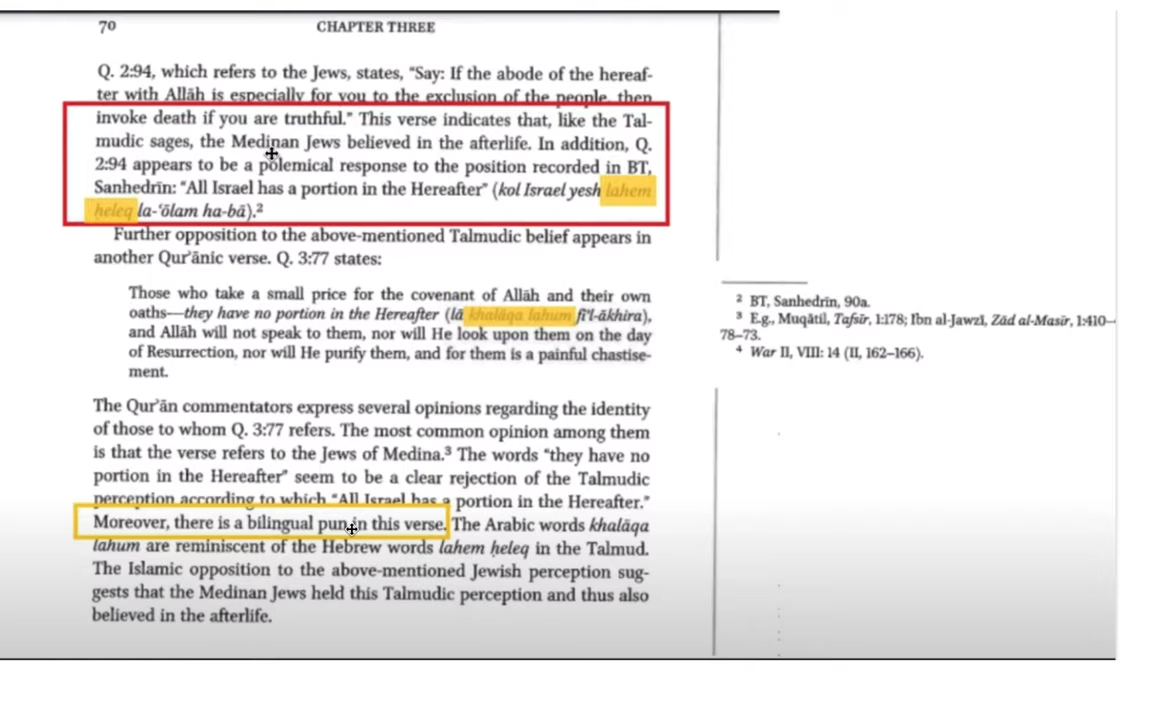 70 CHAPTER THREE
Q. 2:94, which refers to the Jews, states, “Say: If the abode of the hereaf-
ter with Allāh is especially for you to the exclusion of the people, then
invoke death if you are truthful.” This verse indicates that, like the Tal-
mudic sages, the Medinan Jews believed in the afterlife. In addition, Q.
2:94 appears to be a polemical response to the position recorded in BT,
Sanhedrīn: “All Israel has a portion in the Hereafter” (kol Israel yesh lahem
ḥeleq la-ʿōlam ha-bā).²
Further opposition to the above-mentioned Talmudic belief appears in
another Qurʾānic verse. Q. 3:77 states:
Those who take a small price for the covenant of Allāh and their own
oaths—they have no portion in the Hereafter (lā khalāqa lahum fī’l-ākhira),
and Allāh will not speak to them, nor will He look upon them on the day
of Resurrection, nor will He purify them, and for them is a painful chastise-
ment.
The Qurʾān commentators express several opinions regarding the identity
of those to whom Q. 3:77 refers. The most common opinion among them
is that the verse refers to the Jews of Medina.³ The words “they have no
portion in the Hereafter” seem to be a clear rejection of the Talmudic
perception according to which “All Israel has a portion in the Hereafter.”
Moreover, there is a bilingual pun in this verse. The Arabic words khalāqa
lahum are reminiscent of the Hebrew words lahem ḥeleq in the Talmud.
The Islamic opposition to the above-mentioned Jewish perception sug-
gests that the Medinan Jews held this Talmudic perception and thus also
believed in the afterlife.
² BT, Sanhedrīn, 90a.
³ E.g., Muqātil, Tafsīr, 1:178; Ibn al-Jawzī, Zād al-Masīr, 1:410–
78–73.
⁴ War II, VIII: 14 (II, 162–166).